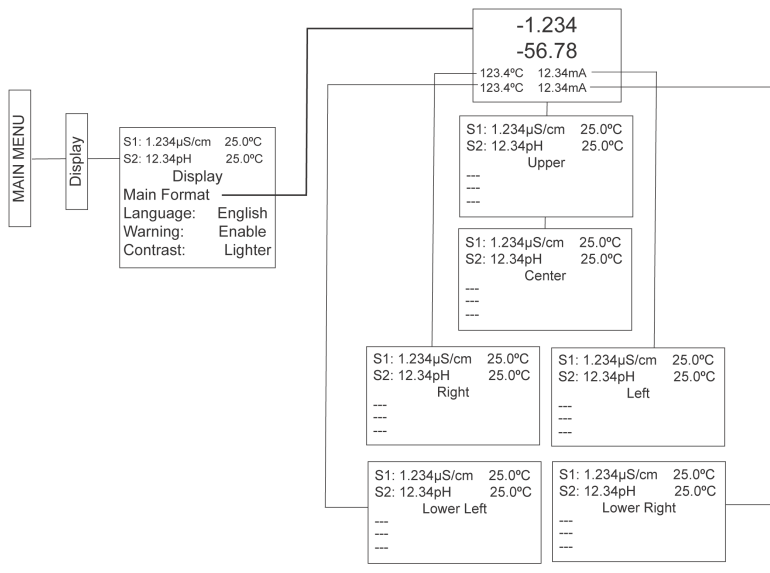 MAIN MENU
Display
S1: 1.234µS/cm 25.0ºC
S2: 12.34pH 25.0ºC
Display
Main Format
Language: English
Warning: Enable
Contrast: Lighter
-1.234
-56.78
123.4ºC 12.34mA
123.4ºC 12.34mA
S1: 1.234µS/cm 25.0ºC
S2: 12.34pH 25.0ºC
Upper
---
---
---
S1: 1.234µS/cm 25.0ºC
S2: 12.34pH 25.0ºC
Center
---
---
---
S1: 1.234µS/cm 25.0ºC
S2: 12.34pH 25.0ºC
Right
---
---
---
S1: 1.234µS/cm 25.0ºC
S2: 12.34pH 25.0ºC
Left
---
---
---
S1: 1.234µS/cm 25.0ºC
S2: 12.34pH 25.0ºC
Lower Left
---
---
---
S1: 1.234µS/cm 25.0ºC
S2: 12.34pH 25.0ºC
Lower Right
---
---
---